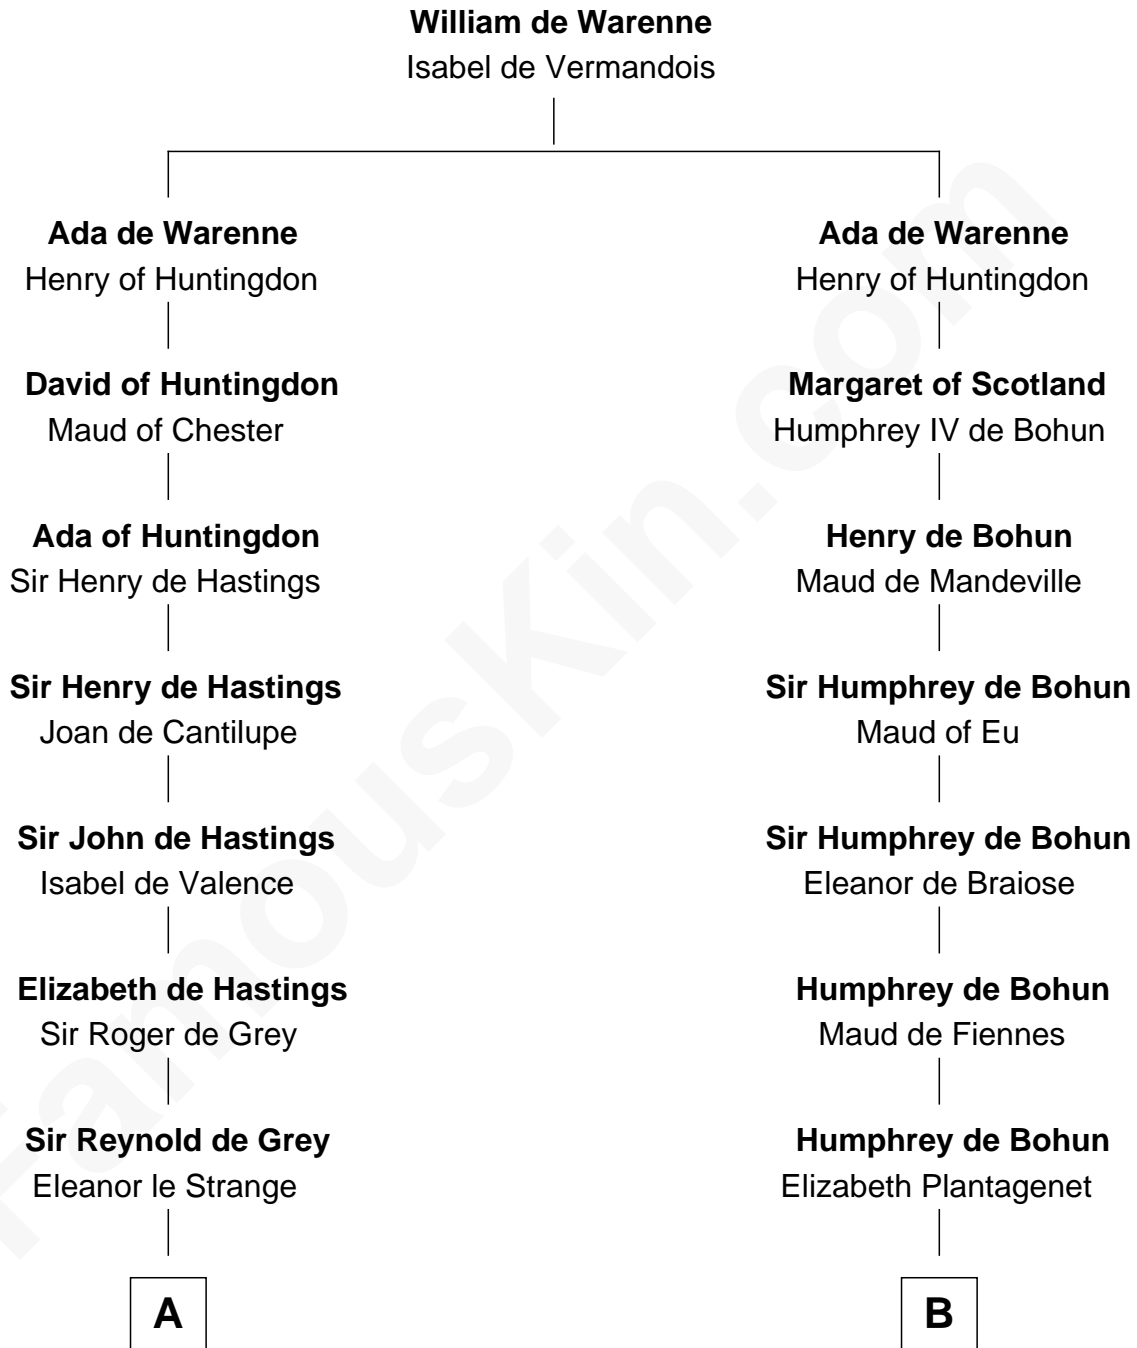 William de Warenne
Isabel de Vermandois
Ada de Warenne
Henry of Huntingdon
David of Huntingdon
Maud of Chester
Ada of Huntingdon
Sir Henry de Hastings
Sir Henry de Hastings
Joan de Cantilupe
Sir John de Hastings
Isabel de Valence
Elizabeth de Hastings
Sir Roger de Grey
Sir Reynold de Grey
Eleanor le Strange
A
Ada de Warenne
Henry of Huntingdon
Margaret of Scotland
Humphrey IV de Bohun
Henry de Bohun
Maud de Mandeville
Sir Humphrey de Bohun
Maud of Eu
Sir Humphrey de Bohun
Eleanor de Braiose
Humphrey de Bohun
Maud de Fiennes
Humphrey de Bohun
Elizabeth Plantagenet
B
FamousKin.com